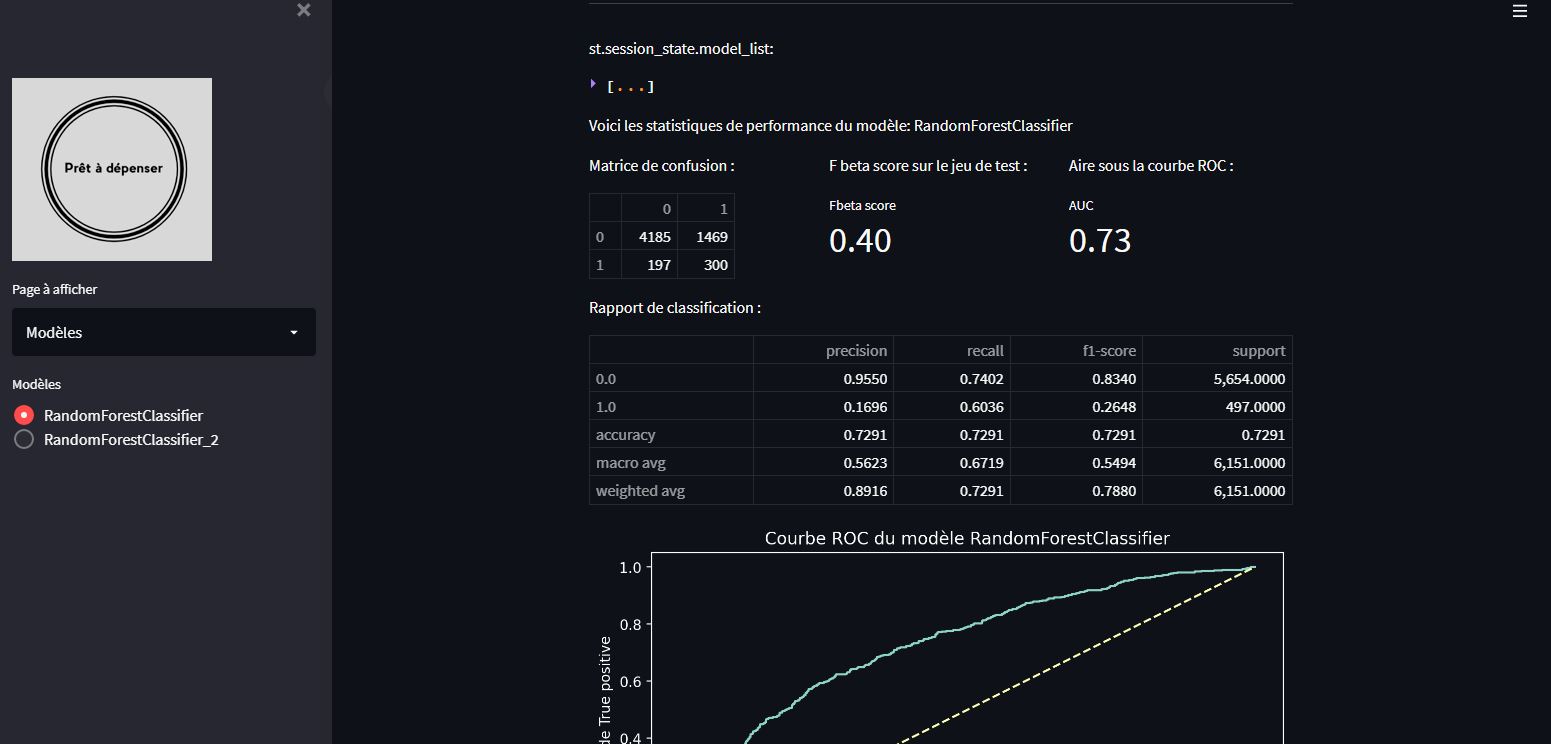 Prêt à dépenser
Page à afficher
Modèles
Modèles
RandomForestClassifier
RandomForestClassifier_2
st.session_state.model_list:
[...]
Voici les statistiques de performance du modèle: RandomForestClassifier
Matrice de confusion :
0 1
0 4185 1469
1 197 300
F beta score sur le jeu de test :
Fbeta score
0.40
Aire sous la courbe ROC :
AUC
0.73
Rapport de classification :
precision recall f1-score support
0.0 0.9550 0.7402 0.8340 5,654.0000
1.0 0.1696 0.6036 0.2648 497.0000
accuracy 0.7291 0.7291 0.7291 0.7291
macro avg 0.5623 0.6719 0.5494 6,151.0000
weighted avg 0.8916 0.7291 0.7880 6,151.0000
Courbe ROC du modèle RandomForestClassifier
1.0
0.8
0.6
0.4
de True positive